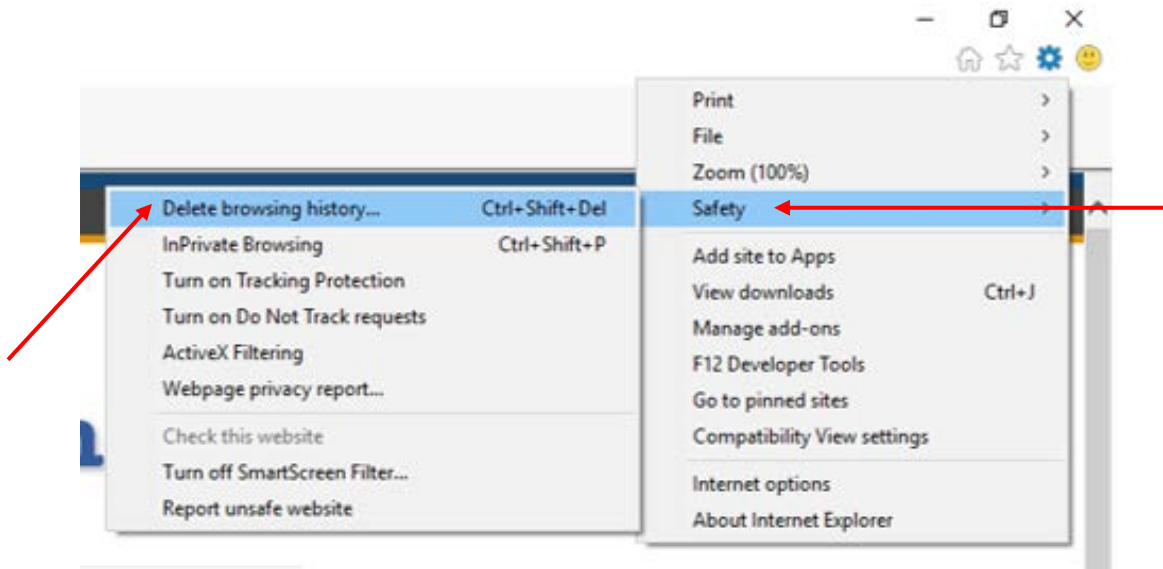 Print
File
Zoom (100%)
Safety
Delete browsing history... Ctrl+Shift+Del
InPrivate Browsing Ctrl+Shift+P
Turn on Tracking Protection
Turn on Do Not Track requests
ActiveX Filtering
Webpage privacy report...
Check this website
Turn off SmartScreen Filter...
Report unsafe website
Add site to Apps
View downloads Ctrl+J
Manage add-ons
F12 Developer Tools
Go to pinned sites
Compatibility View settings
Internet options
About Internet Explorer